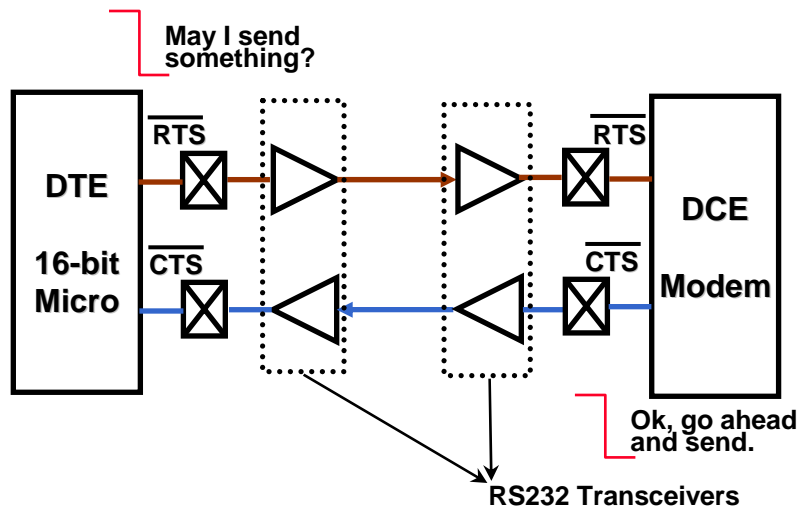 May I send
something?
RTS
RTS
DTE
16-bit
Micro
DCE
Modem
CTS
CTS
Ok, go ahead
and send.
RS232 Transceivers